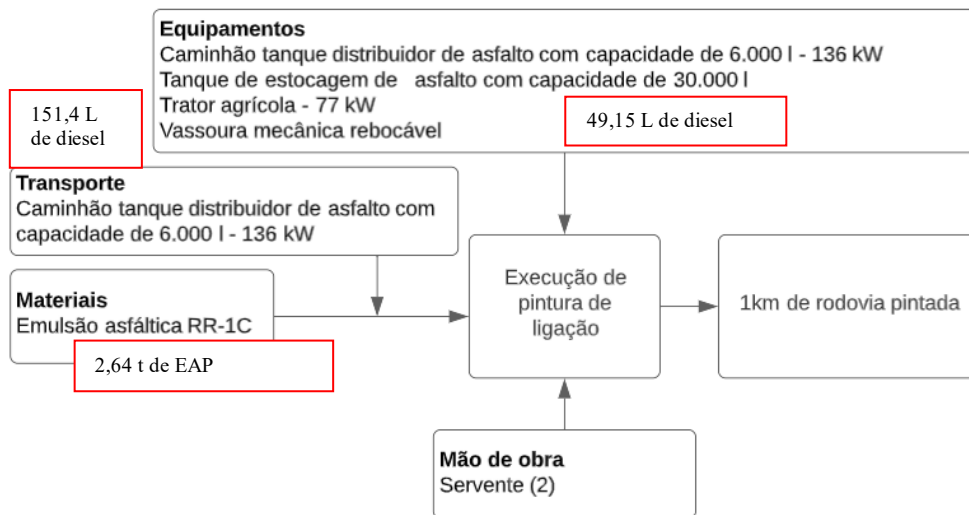 Equipamentos
Caminhão tanque distribuidor de asfalto com capacidade de 6.000 l - 136 kW
Tanque de estocagem de asfalto com capacidade de 30.000 l
Trator agrícola - 77 kW
Vassoura mecânica rebocável
49,15 L de diesel
151,4 L
de diesel
Transporte
Caminhão tanque distribuidor de asfalto com
capacidade de 6.000 l - 136 kW
Materiais
Emulsão asfáltica RR-1C
2,64 t de EAP
Execução de
pintura de
ligação
1km de rodovia pintada
Mão de obra
Servente (2)